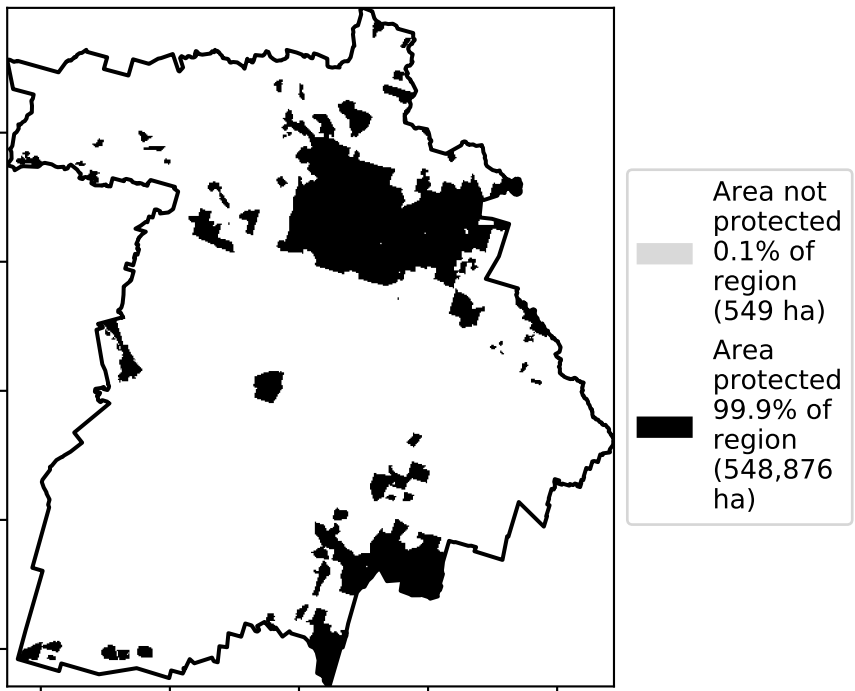 Area not
protected
0.1% of
region
(549 ha)
Area
protected
99.9% of
region
(548,876
ha)